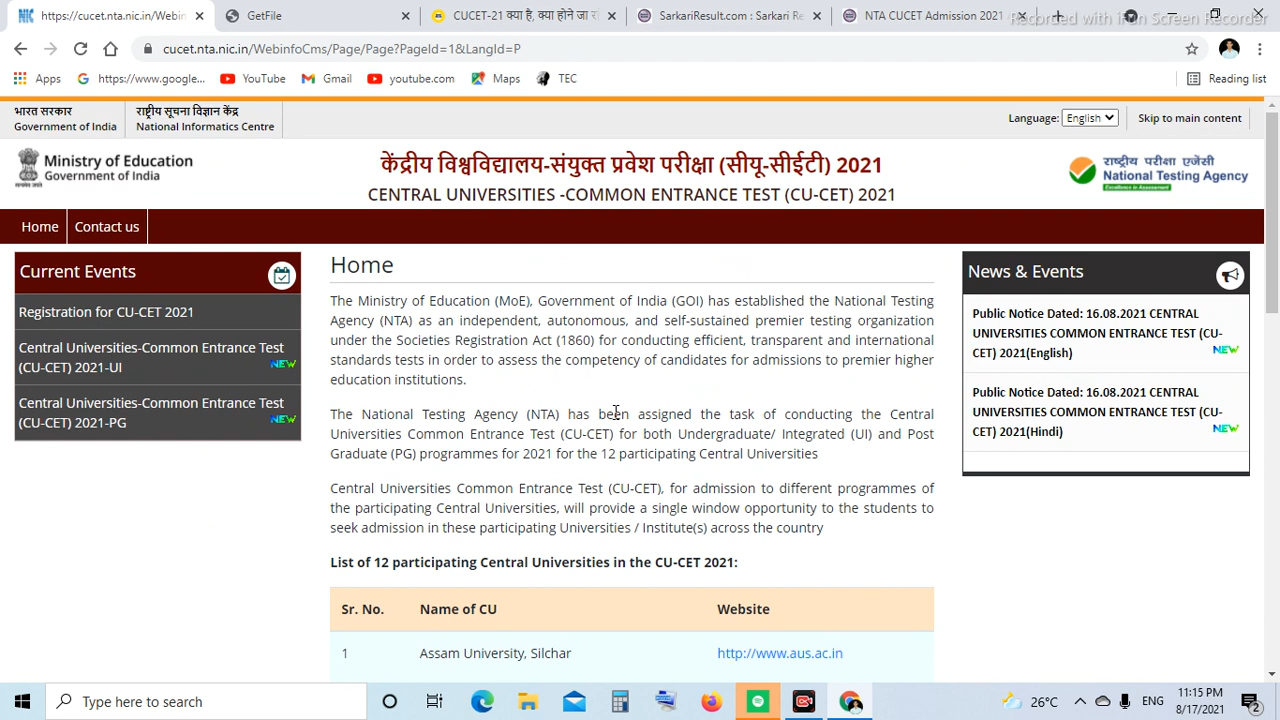 https://cucet.nta.nic.in/Webin
GetFile
CUCET-21 क्या है, क्या होने जा रा
SarkariResult.com : Sarkari Re
NTA CUCET Admission 2021
Recorded with iFun Screen Recorder
cucet.nta.nic.in/WebinfoCms/Page/Page?PageId=1&LangId=P
Apps
https://www.google...
YouTube
Gmail
youtube.com
Maps
TEC
Reading list
भारत सरकार
Government of India
राष्ट्रीय सूचना विज्ञान केंद्र
National Informatics Centre
Language: English
Skip to main content
Ministry of Education
Government of India
केंद्रीय विश्वविद्यालय-संयुक्त प्रवेश परीक्षा (सीयू-सीईटी) 2021
CENTRAL UNIVERSITIES -COMMON ENTRANCE TEST (CU-CET) 2021
राष्ट्रीय परीक्षा एजेंसी
National Testing Agency
Excellence in Assessment
Home
Contact us
Current Events
Registration for CU-CET 2021
Central Universities-Common Entrance Test
(CU-CET) 2021-UI
NEW
Central Universities-Common Entrance Test
(CU-CET) 2021-PG
NEW
Home
The Ministry of Education (MoE), Government of India (GOI) has established the National Testing
Agency (NTA) as an independent, autonomous, and self-sustained premier testing organization
under the Societies Registration Act (1860) for conducting efficient, transparent and international
standards tests in order to assess the competency of candidates for admissions to premier higher
education institutions.
The National Testing Agency (NTA) has been assigned the task of conducting the Central
Universities Common Entrance Test (CU-CET) for both Undergraduate/ Integrated (UI) and Post
Graduate (PG) programmes for 2021 for the 12 participating Central Universities
Central Universities Common Entrance Test (CU-CET), for admission to different programmes of
the participating Central Universities, will provide a single window opportunity to the students to
seek admission in these participating Universities / Institute(s) across the country
List of 12 participating Central Universities in the CU-CET 2021:
Sr. No.
Name of CU
Website
1
Assam University, Silchar
http://www.aus.ac.in
News & Events
Public Notice Dated: 16.08.2021 CENTRAL
UNIVERSITIES COMMON ENTRANCE TEST (CU-
CET) 2021(English)
NEW
Public Notice Dated: 16.08.2021 CENTRAL
UNIVERSITIES COMMON ENTRANCE TEST (CU-
CET) 2021(Hindi)
NEW
Type here to search
26°C
ENG
11:15 PM
8/17/2021
2